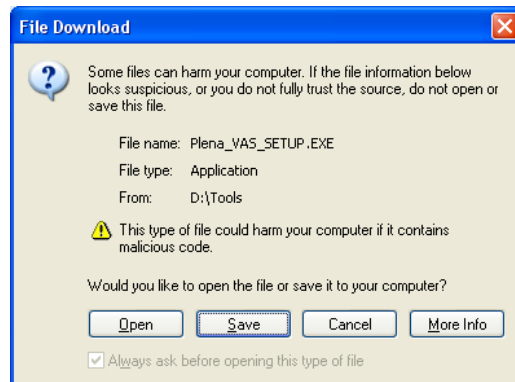 File Download
Some files can harm your computer. If the file information below
looks suspicious, or you do not fully trust the source, do not open or
save this file.
File name: Plena_VAS_SETUP.EXE
File type: Application
From: D:\Tools
This type of file could harm your computer if it contains
malicious code.
Would you like to open the file or save it to your computer?
Open Save Cancel More Info
Always ask before opening this type of file